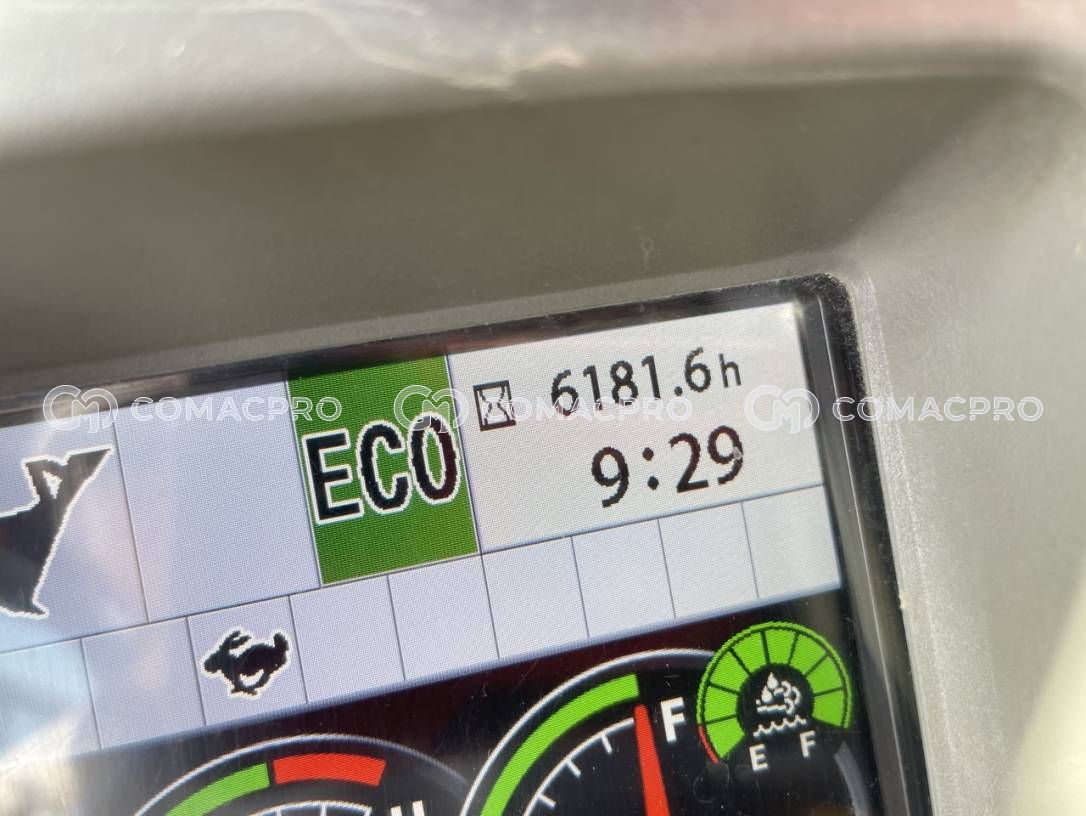 6181.6h
ECO
9:29
COMACPRO COMACPRO COMACPRO
F
E F
H